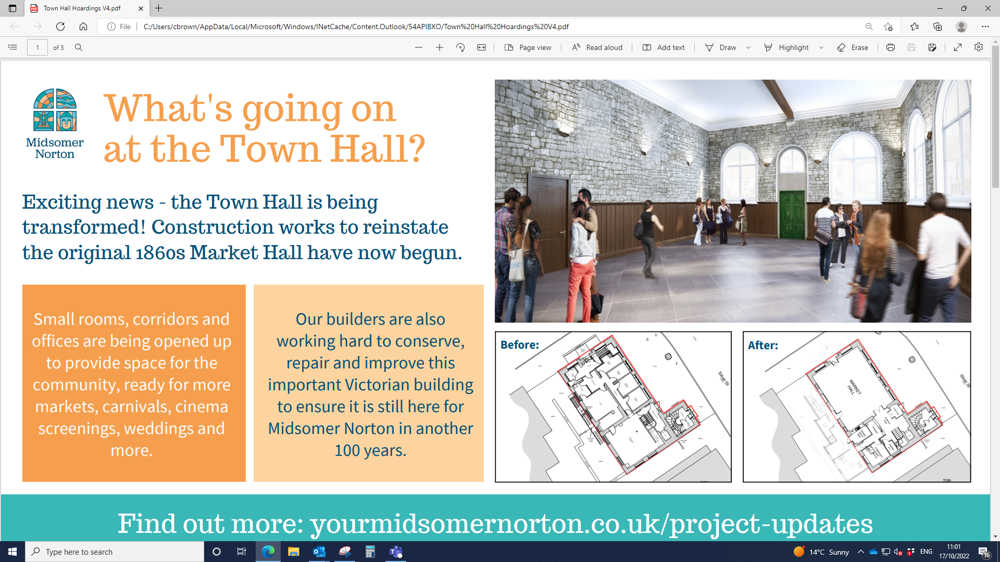 Town Hall Hoardings V4.pdf
File
C:/Users/cbrown/AppData/Local/Microsoft/Windows/INetCache/Content.Outlook/54APIBXO/Town%20Hall%20Hoardings%20V4.pdf
1
of 3
Page view
Read aloud
Add text
Draw
Highlight
Erase
Midsomer
Norton
What's going on
at the Town Hall?
Exciting news - the Town Hall is being
transformed! Construction works to reinstate
the original 1860s Market Hall have now begun.
Small rooms, corridors and
offices are being opened up
to provide space for the
community, ready for more
markets, carnivals, cinema
screenings, weddings and
more.
Our builders are also
working hard to conserve,
repair and improve this
important Victorian building
to ensure it is still here for
Midsomer Norton in another
100 years.
Before:
Silver St
After:
MARKET
HALL
Silver St
TSB
Find out more: yourmidsomernorton.co.uk/project-updates
Type here to search
14°C Sunny
ENG
11:01
17/10/2022
16